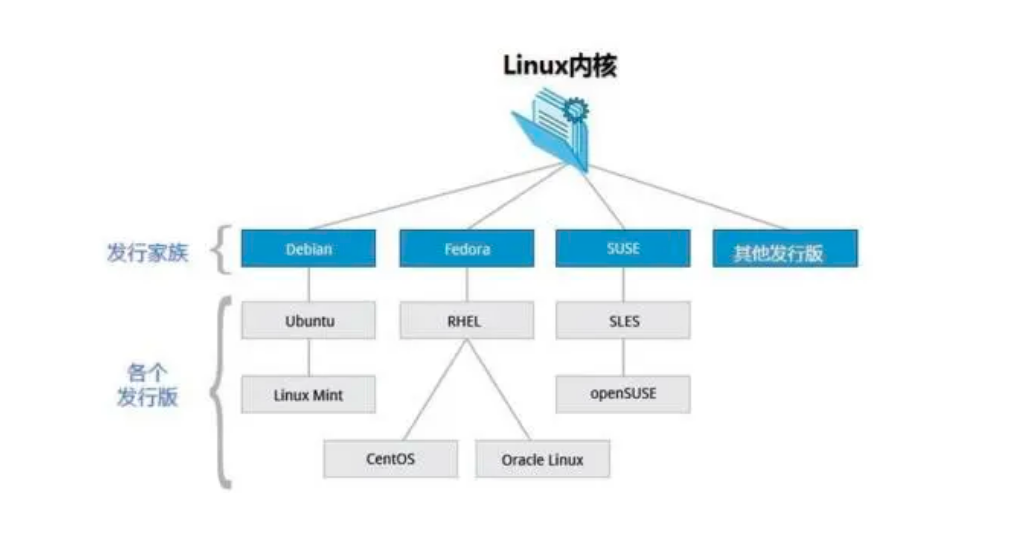 Linux内核
发行家族
Debian
Fedora
SUSE
其他发行版
各个
发行版
Ubuntu
RHEL
SLES
Linux Mint
openSUSE
CentOS
Oracle Linux